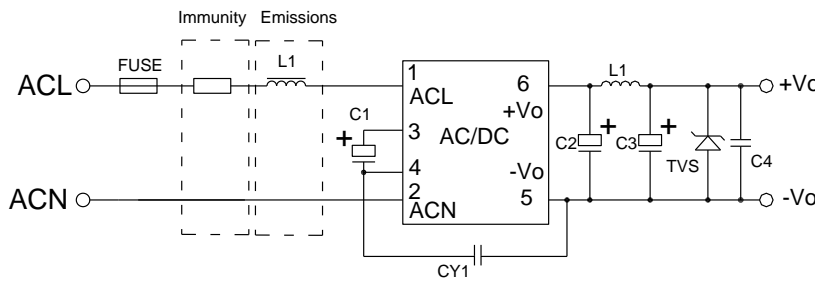 Immunity Emissions
FUSE
L1
ACL
1
ACL
C1
+
3
AC/DC
4
2
ACN
ACN
6
+Vo
-Vo
5
L1
+
C2
+
C3
TVS
C4
+Vo
-Vo
CY1